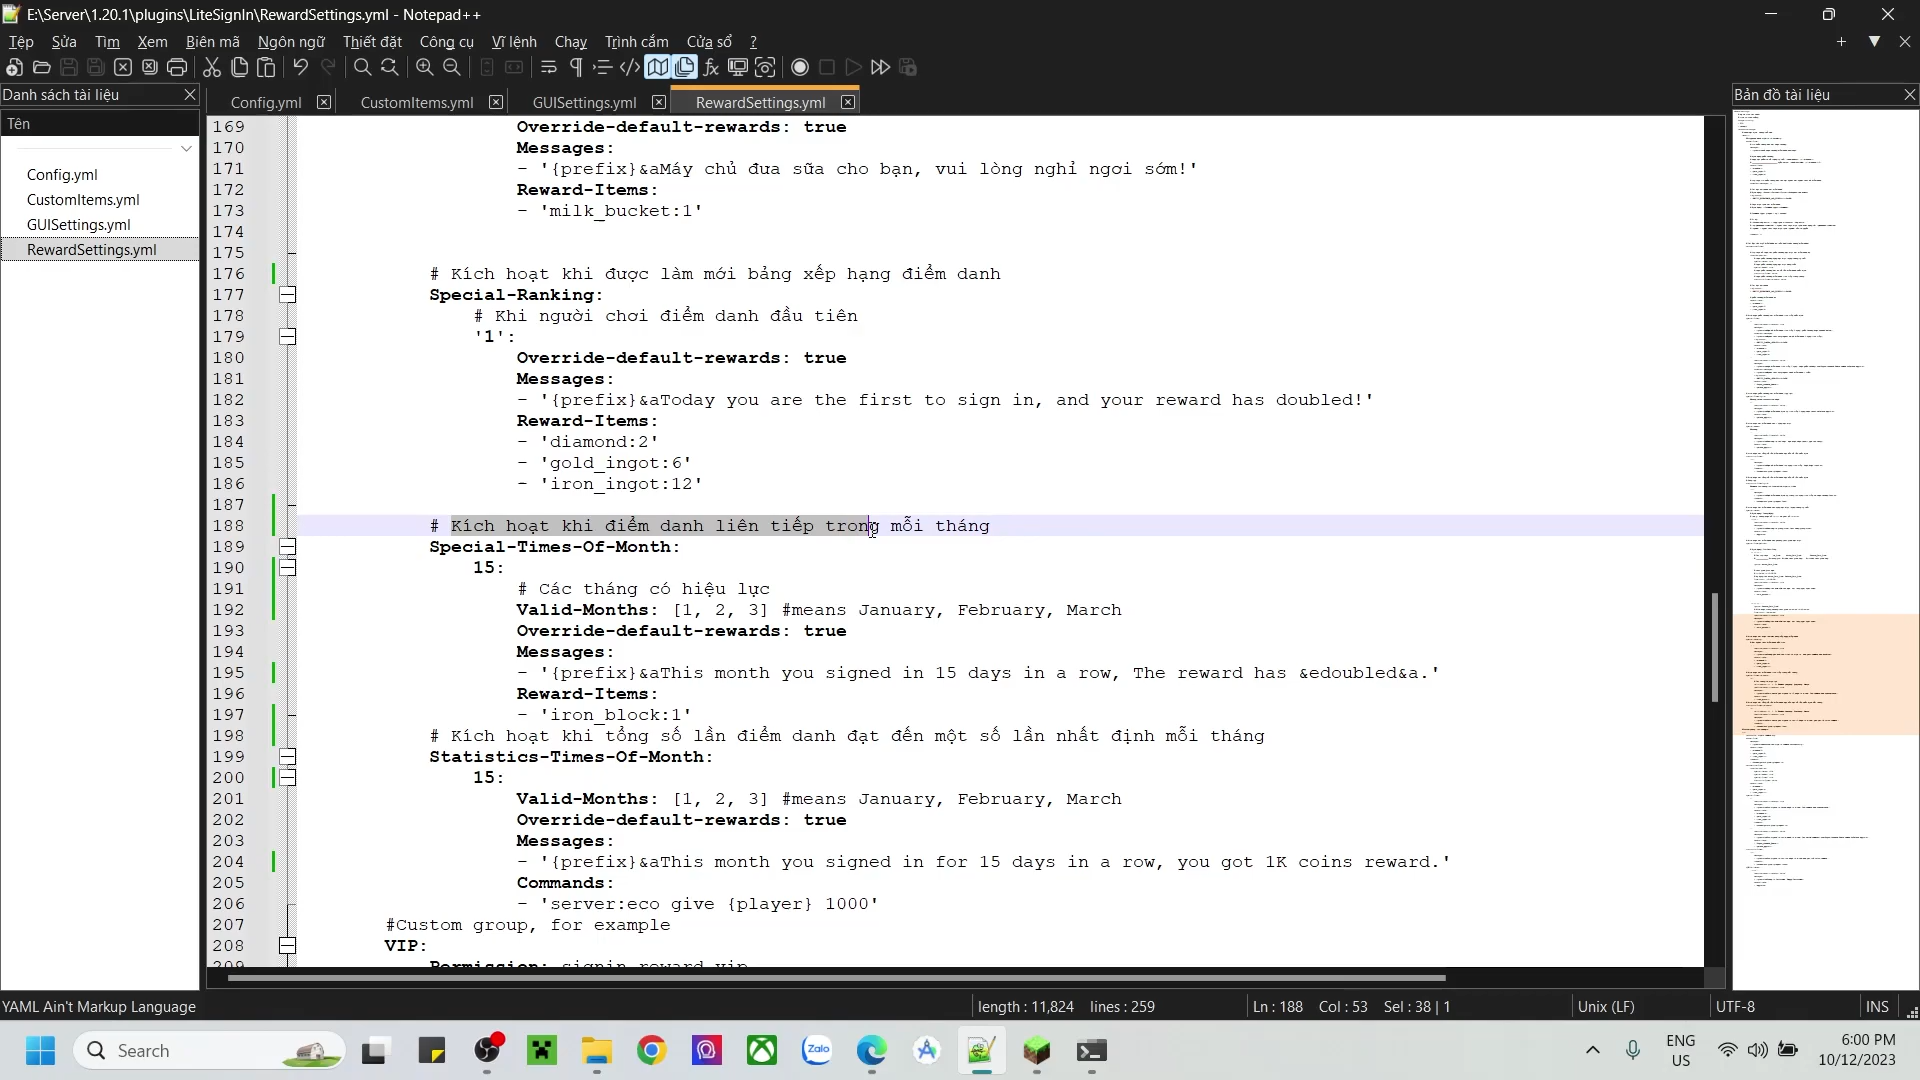 E:\Server\1.20.1\plugins\LiteSignIn\RewardSettings.yml - Notepad++
Tệp Sửa Tìm Xem Biên mã Ngôn ngữ Thiết đặt Công cụ Vĩ lệnh Chạy Trình cắm Cửa sổ ?
Danh sách tài liệu
Config.yml CustomItems.yml GUISettings.yml RewardSettings.yml
Bản đồ tài liệu
Tên
Config.yml
CustomItems.yml
GUISettings.yml
RewardSettings.yml
169 Override-default-rewards: true
170 Messages:
171 - '{prefix}&aMáy chủ đưa sữa cho bạn, vui lòng nghỉ ngơi sớm!'
172 Reward-Items:
173 - 'milk_bucket:1'
174
175
176 # Kích hoạt khi được làm mới bảng xếp hạng điểm danh
177 Special-Ranking:
178 # Khi người chơi điểm danh đầu tiên
179 '1':
180 Override-default-rewards: true
181 Messages:
182 - '{prefix}&aToday you are the first to sign in, and your reward has doubled!'
183 Reward-Items:
184 - 'diamond:2'
185 - 'gold_ingot:6'
186 - 'iron_ingot:12'
187
188 # Kích hoạt khi điểm danh liên tiếp trong mỗi tháng
189 Special-Times-Of-Month:
190 15:
191 # Các tháng có hiệu lực
192 Valid-Months: [1, 2, 3] #means January, February, March
193 Override-default-rewards: true
194 Messages:
195 - '{prefix}&aThis month you signed in 15 days in a row, The reward has &edoubled&a.'
196 Reward-Items:
197 - 'iron_block:1'
198 # Kích hoạt khi tổng số lần điểm danh đạt đến một số lần nhất định mỗi tháng
199 Statistics-Times-Of-Month:
200 15:
201 Valid-Months: [1, 2, 3] #means January, February, March
202 Override-default-rewards: true
203 Messages:
204 - '{prefix}&aThis month you signed in for 15 days in a row, you got 1K coins reward.'
205 Commands:
206 - 'server:eco give {player} 1000'
207 #Custom group, for example
208 VIP:
209 Permission: signin.reward.vip
YAML Ain't Markup Language length : 11,824 lines : 259 Ln : 188 Col : 53 Sel : 38 | 1 Unix (LF) UTF-8 INS
Search
Zalo
ENG
US
6:00 PM
10/12/2023